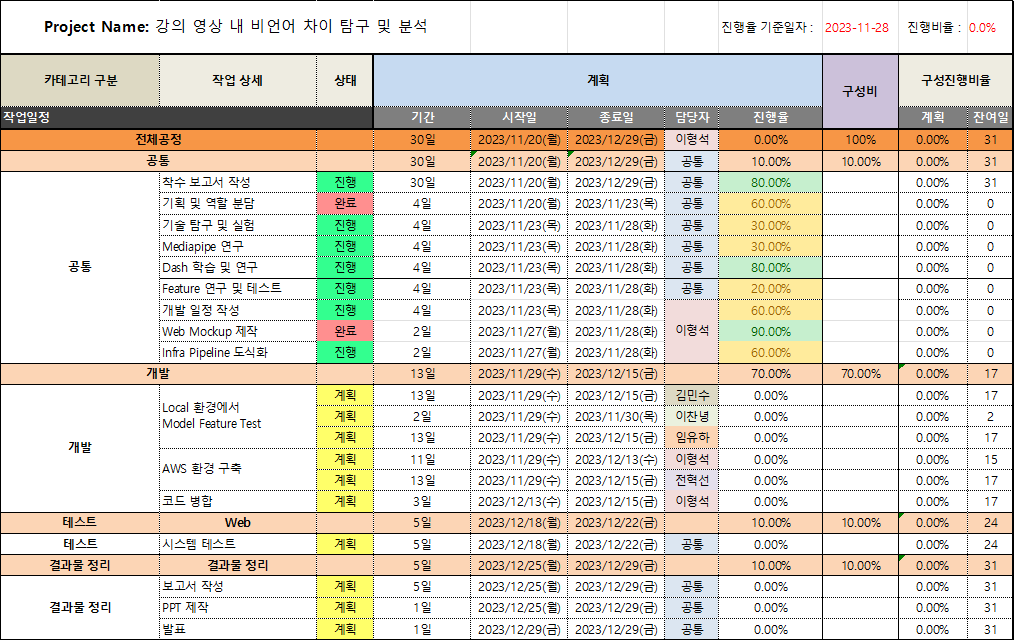 Project Name: 강의 영상 내 비언어 차이 탐구 및 분석 진행율 기준일자 : 2023-11-28 진행비율 : 0.0%
카테고리 구분 작업 상세 상태 계획 구성비 구성진행비율
작업일정 기간 시작일 종료일 담당자 진행율 계획 잔여일
전체공정 30일 2023/11/20(월) 2023/12/29(금) 이형석 0.00% 100% 0.00% 31
공통 30일 2023/11/20(월) 2023/12/29(금) 공통 10.00% 10.00% 0.00% 31
공통 착수 보고서 작성 진행 30일 2023/11/20(월) 2023/12/29(금) 공통 80.00% 0.00% 31
기획 및 역할 분담 완료 4일 2023/11/20(월) 2023/11/23(목) 공통 60.00% 0.00% 0
기술 탐구 및 실험 진행 4일 2023/11/23(목) 2023/11/28(화) 공통 30.00% 0.00% 0
Mediapipe 연구 진행 4일 2023/11/23(목) 2023/11/28(화) 공통 30.00% 0.00% 0
Dash 학습 및 연구 진행 4일 2023/11/23(목) 2023/11/28(화) 공통 80.00% 0.00% 0
Feature 연구 및 테스트 진행 4일 2023/11/23(목) 2023/11/28(화) 공통 20.00% 0.00% 0
개발 일정 작성 진행 4일 2023/11/23(목) 2023/11/28(화) 이형석 60.00% 0.00% 0
Web Mockup 제작 완료 2일 2023/11/27(월) 2023/11/28(화) 90.00% 0.00% 0
Infra Pipeline 도식화 진행 2일 2023/11/27(월) 2023/11/28(화) 60.00% 0.00% 0
개발 13일 2023/11/29(수) 2023/12/15(금) 70.00% 70.00% 0.00% 17
개발 Local 환경에서 계획 13일 2023/11/29(수) 2023/12/15(금) 김민수 0.00% 0.00% 17
Model Feature Test 계획 2일 2023/11/29(수) 2023/11/30(목) 이찬녕 0.00% 0.00% 2
계획 13일 2023/11/29(수) 2023/12/15(금) 임유하 0.00% 0.00% 17
AWS 환경 구축 계획 11일 2023/11/29(수) 2023/12/13(수) 이형석 0.00% 0.00% 15
계획 13일 2023/11/29(수) 2023/12/15(금) 전혁선 0.00% 0.00% 17
코드 병합 계획 3일 2023/12/13(수) 2023/12/15(금) 이형석 0.00% 0.00% 17
테스트 Web 5일 2023/12/18(월) 2023/12/22(금) 10.00% 10.00% 0.00% 24
테스트 시스템 테스트 계획 5일 2023/12/18(월) 2023/12/22(금) 공통 0.00% 0.00% 24
결과물 정리 결과물 정리 5일 2023/12/25(월) 2023/12/29(금) 10.00% 10.00% 0.00% 31
결과물 정리 보고서 작성 계획 5일 2023/12/25(월) 2023/12/29(금) 공통 0.00% 0.00% 31
PPT 제작 계획 1일 2023/12/25(월) 2023/12/29(금) 공통 0.00% 0.00% 31
발표 계획 1일 2023/12/29(금) 2023/12/29(금) 공통 0.00% 0.00% 31